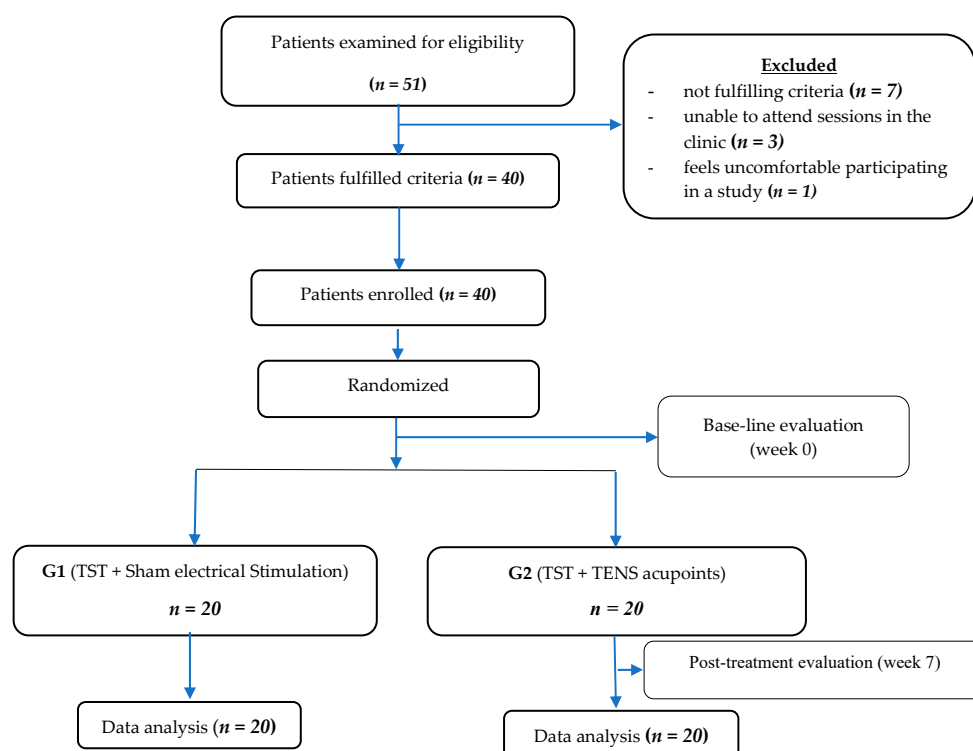 Patients examined for eligibility
(n = 51)
Excluded
- not fulfilling criteria (n = 7)
- unable to attend sessions in the
clinic (n = 3)
- feels uncomfortable participating
in a study (n = 1)
Patients fulfilled criteria (n = 40)
Patients enrolled (n = 40)
Randomized
Base-line evaluation
(week 0)
G1 (TST + Sham electrical Stimulation)
n = 20
G2 (TST + TENS acupoints)
n = 20
Post-treatment evaluation (week 7)
Data analysis (n = 20)
Data analysis (n = 20)